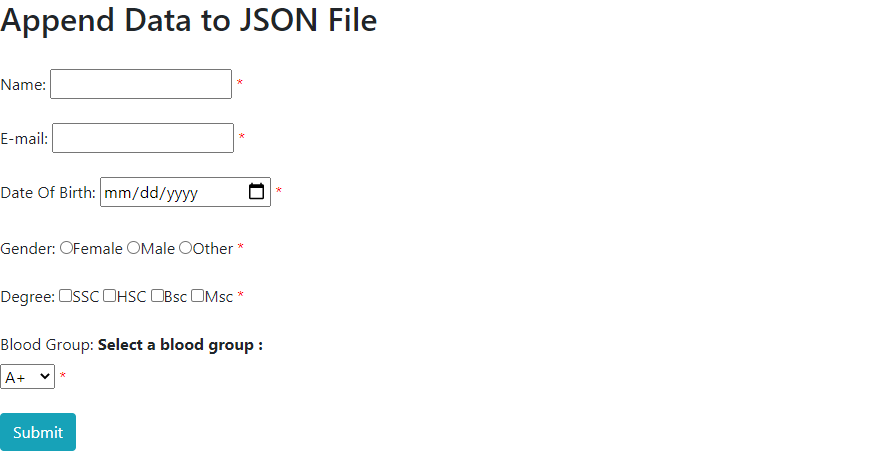 Append Data to JSON File
Name: *
E-mail: *
Date Of Birth: mm/dd/yyyy *
Gender: Female Male Other *
Degree: SSC HSC Bsc Msc *
Blood Group: Select a blood group :
A+ *
Submit